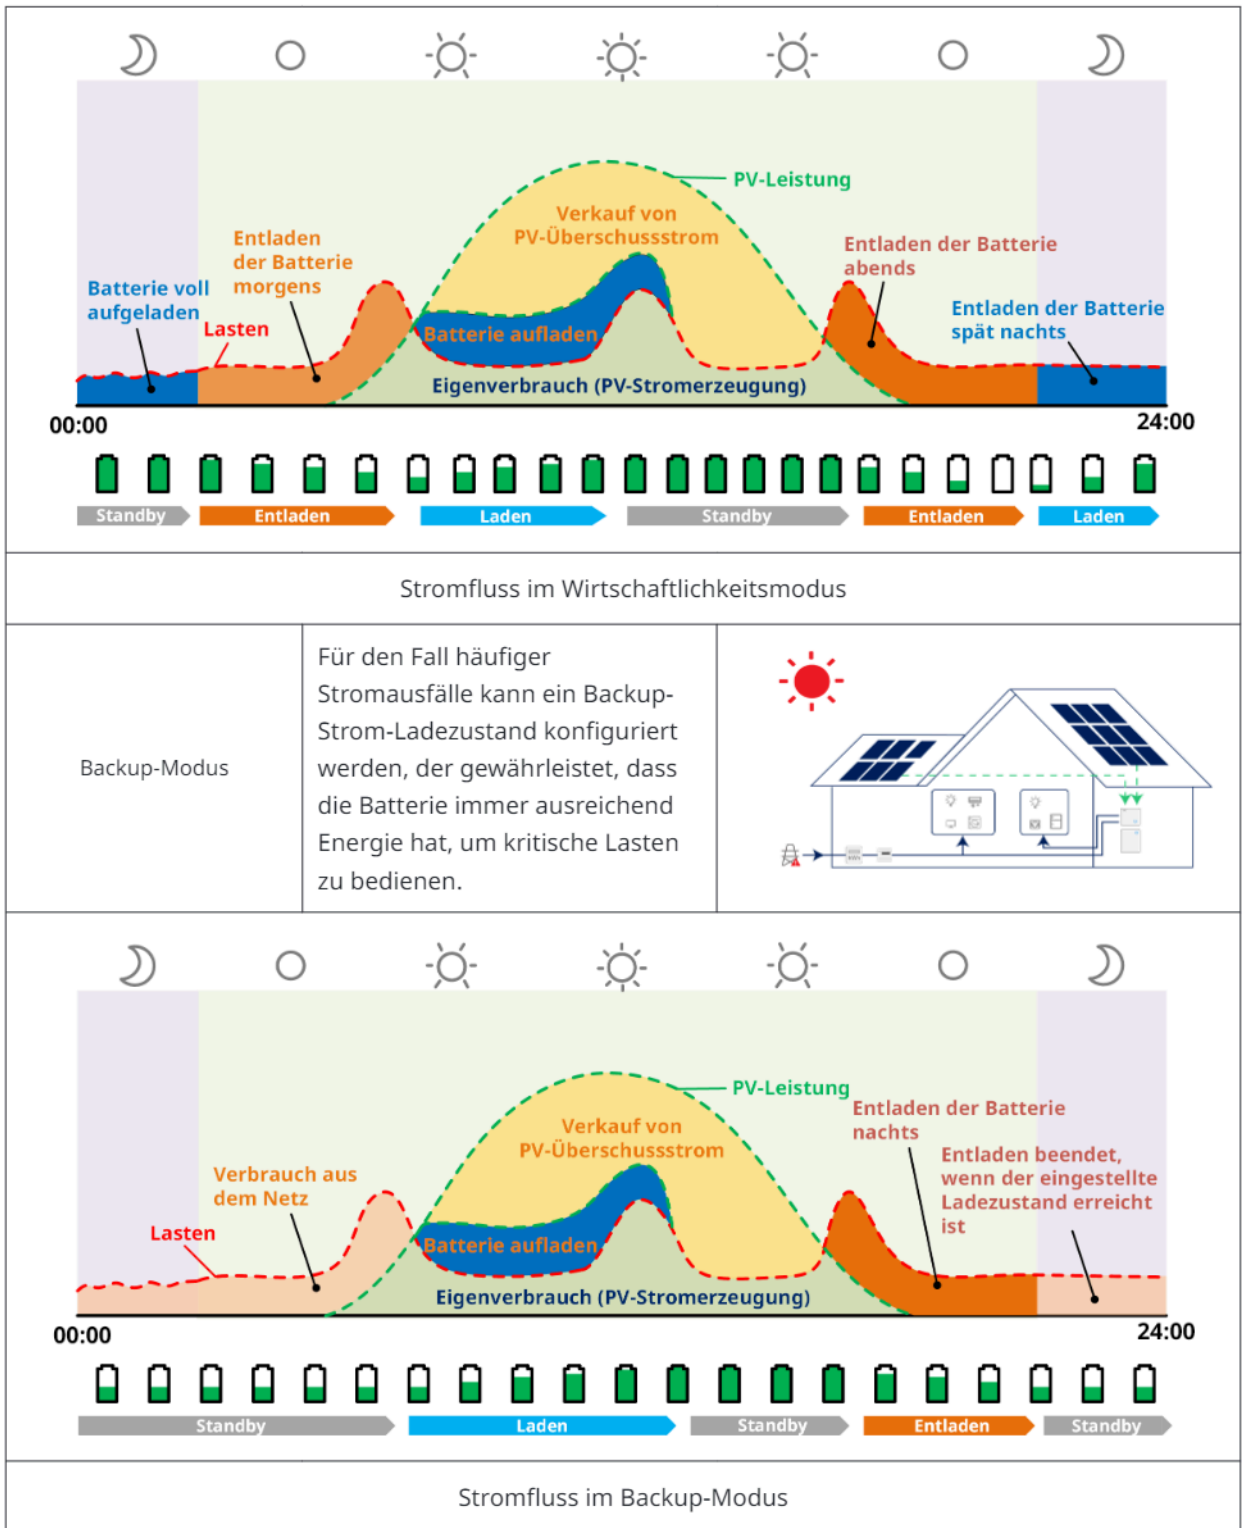 PV-Leistung
Verkauf von
PV-Überschussstrom
Entladen
der Batterie
morgens
Entladen der Batterie
abends
Batterie voll
aufgeladen
Lasten
Entladen der Batterie
spät nachts
Batterie aufladen
Eigenverbrauch (PV-Stromerzeugung)
00:00
24:00
Standby
Entladen
Laden
Standby
Entladen
Laden
Stromfluss im Wirtschaftlichkeitsmodus
Backup-Modus
Für den Fall häufiger
Stromausfälle kann ein Backup-
Strom-Ladezustand konfiguriert
werden, der gewährleistet, dass
die Batterie immer ausreichend
Energie hat, um kritische Lasten
zu bedienen.
PV-Leistung
Entladen der Batterie
nachts
Verkauf von
PV-Überschussstrom
Entladen beendet,
wenn der eingestellte
Ladezustand erreicht
ist
Verbrauch aus
dem Netz
Lasten
Batterie aufladen
Eigenverbrauch (PV-Stromerzeugung)
00:00
24:00
Standby
Laden
Standby
Entladen
Standby
Stromfluss im Backup-Modus